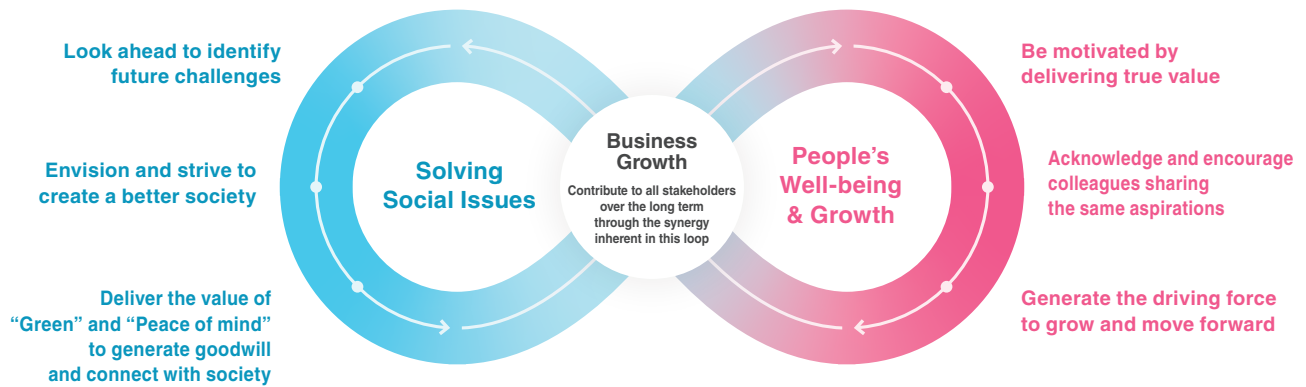 Look ahead to identify
future challenges
Envision and strive to
create a better society
Deliver the value of
“Green” and “Peace of mind”
to generate goodwill
and connect with society
Solving
Social Issues
Business
Growth
Contribute to all stakeholders
over the long term
through the synergy
inherent in this loop
People’s
Well-being
& Growth
Be motivated by
delivering true value
Acknowledge and encourage
colleagues sharing
the same aspirations
Generate the driving force
to grow and move forward